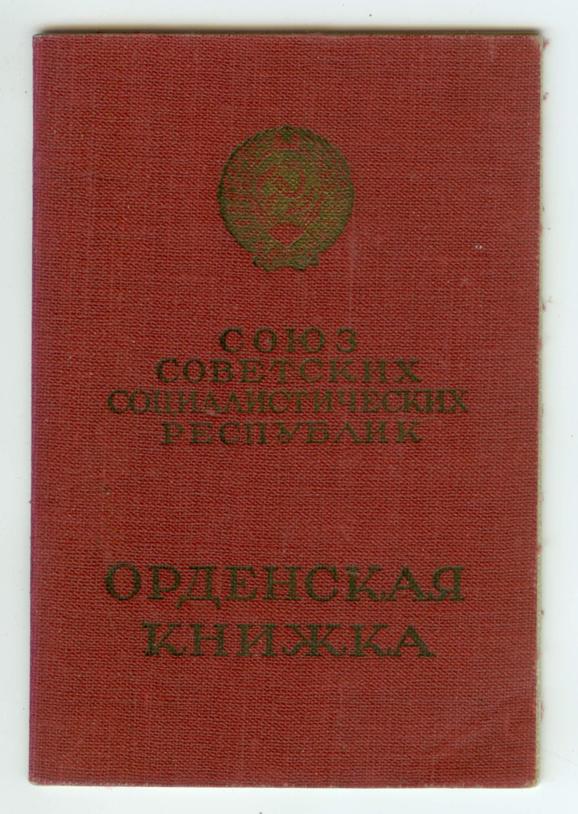 СОЮЗ
СОВЕТСКИХ
СОЦИАЛИСТИЧЕСКИХ
РЕСПУБЛИК
ОРДЕНСКАЯ
КНИЖКА